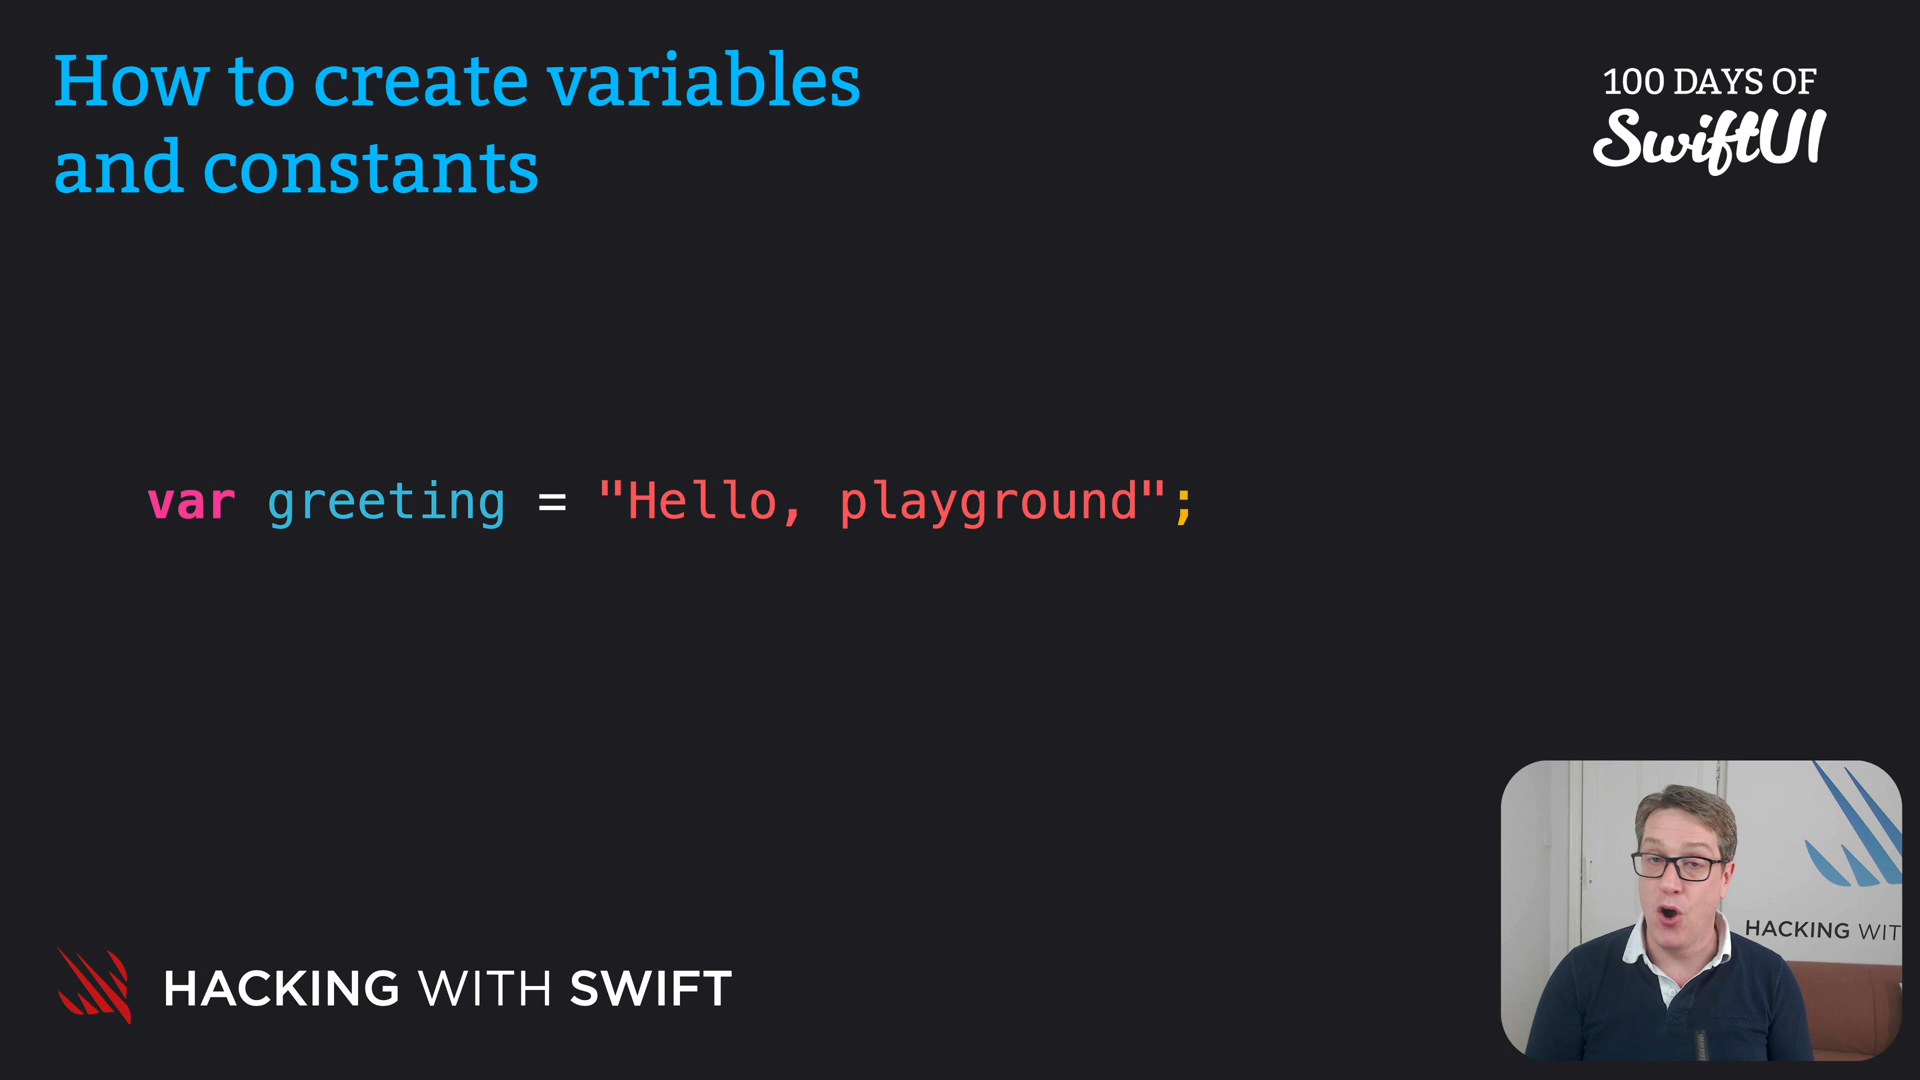 How to create variables
and constants
100 DAYS OF
SwiftUI
var greeting = "Hello, playground";
HACKING WIT
HACKING WITH SWIFT